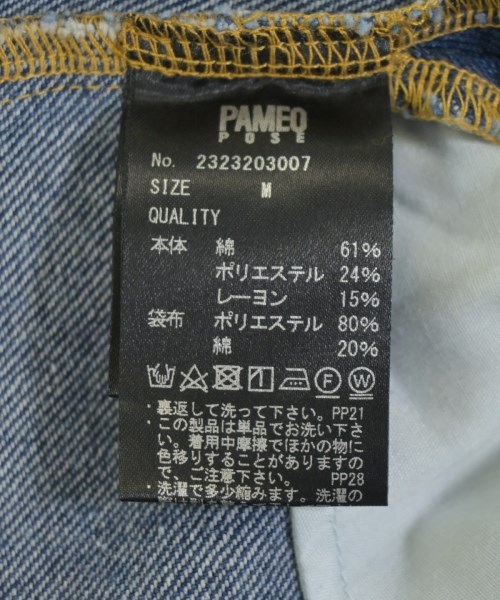 PAMEO
POSE
No. 2323203007
SIZE M
QUALITY
本体 綿 61%
ポリエステル 24%
レーヨン 15%
袋布 ポリエステル 80%
綿 20%
F W
・裏返して洗って下さい。PP21
・この製品は単品でお洗い下さ
い。着用中摩擦でほかの物に
色移りすることがありますの
で、ご注意下さい。 PP28
・洗濯で多少縮みます。洗濯の